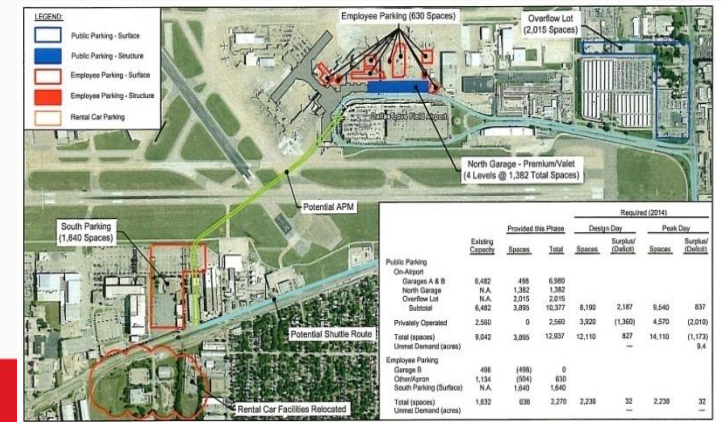 LEGEND:
Public Parking - Surface
Public Parking - Structure
Employee Parking - Surface
Employee Parking - Structure
Rental Car Parking
Employee Parking (630 Spaces)
Overflow Lot
(2,015 Spaces)
Dallas Love Field Airport
North Garage - Premium/Valet
(4 Levels @ 1,382 Total Spaces)
Potential APM
South Parking
(1,640 Spaces)
Potential Shuttle Route
Rental Car Facilities Relocated
Required (2014)
Provided this Phase Design Day Peak Day
Existing Surplus/ Surplus/
Capacity Spaces Total Spaces (Deficit) Spaces (Deficit)
Public Parking
On-Airport
Garages A & B 6,482 498 6,980
North Garage N.A. 1,382 1,382
Overflow Lot N.A. 2,015 2,015
Subtotal 6,482 3,895 10,377 8,190 2,187 9,540 837
Privately Operated 2,560 0 2,560 3,920 (1,360) 4,570 (2,010)
Total (spaces) 9,042 3,895 12,937 12,110 827 14,110 (1,173)
Unmet Demand (acres) — 9.4
Employee Parking
Garage B 498 (498) 0
Other/Apron 1,134 (504) 630
South Parking (Surface) N.A. 1,640 1,640
Total (spaces) 1,632 638 2,270 2,238 32 2,238 32
Unmet Demand (acres) — —